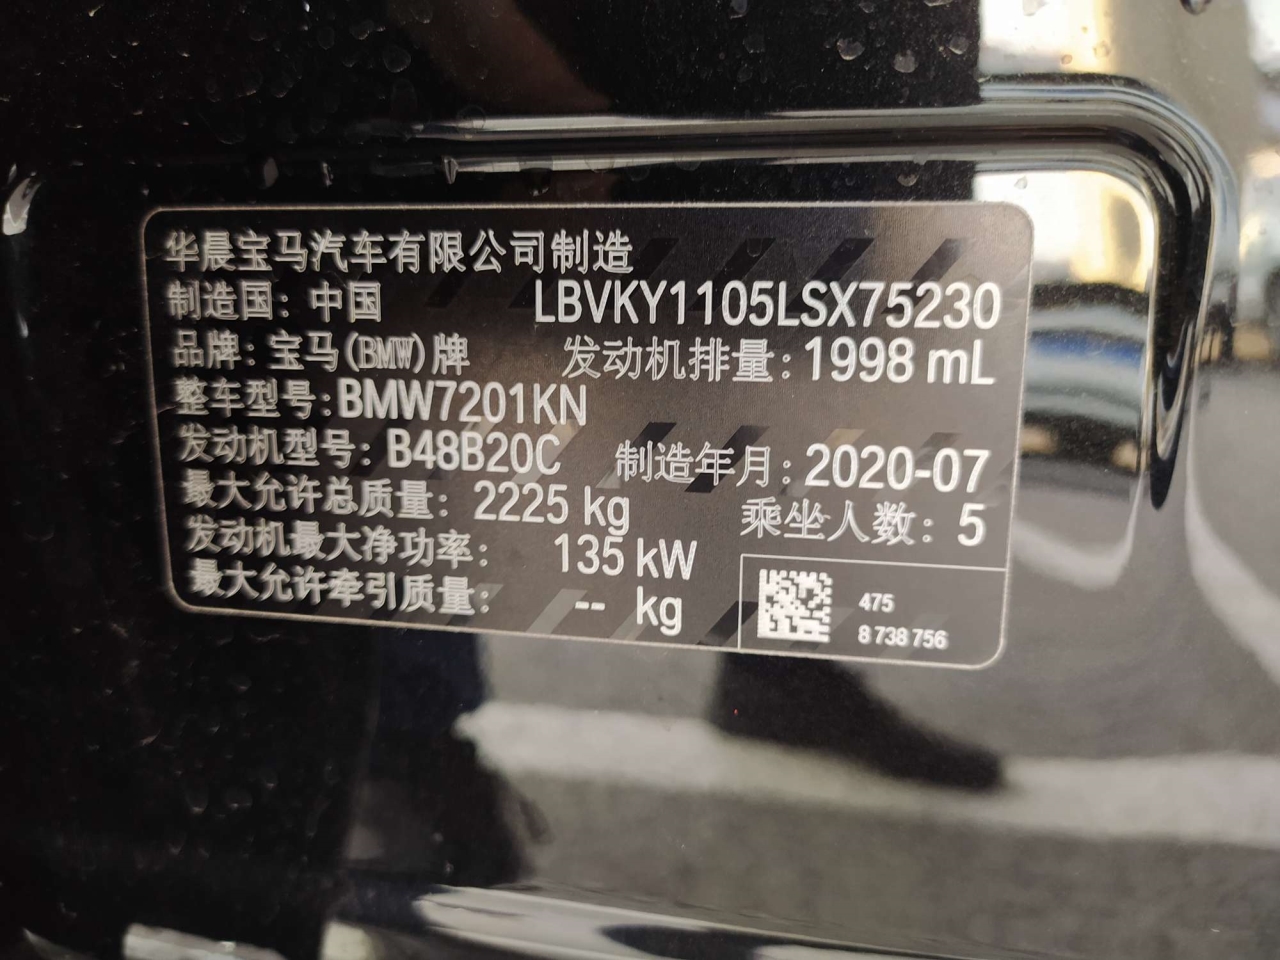 华晨宝马汽车有限公司制造
制造国：中国 LBVKY1105LSX75230
品牌：宝马(BMW)牌 发动机排量：1998 mL
整车型号：BMW7201KN
发动机型号：B48B20C 制造年月：2020-07
最大允许总质量：2225 kg 乘坐人数：5
发动机最大净功率： 135 kW
最大允许牵引质量： -- kg
475
8 738 756